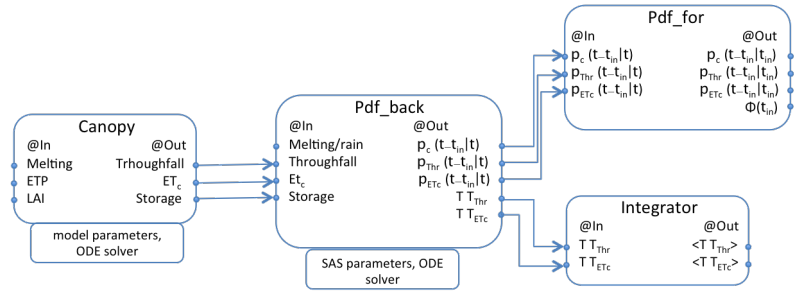 Canopy
@In @Out
Melting Trhoughfall
ETP ETc
LAI Storage
model parameters,
ODE solver
Pdf_back
@In @Out
Melting/rain pc (t–tin|t)
Throughfall pThr (t–tin|t)
Etc pETc (t–tin|t)
Storage T TThr
T TETc
SAS parameters, ODE
solver
Pdf_for
@In @Out
pc (t–tin|t) pc (t–tin|tin)
pThr (t–tin|t) pThr (t–tin|tin)
pETc (t–tin|t) pETc (t–tin|tin)
Φ(tin)
Integrator
@In @Out
T TThr <T TThr>
T TETc <T TETc>